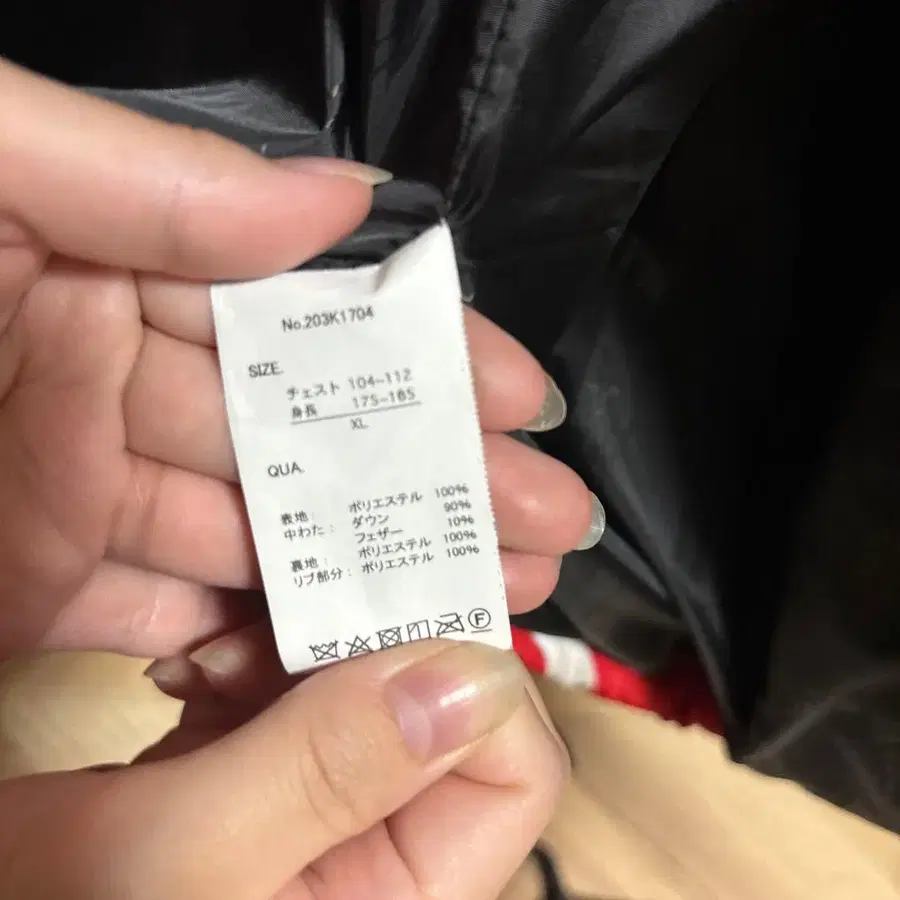 No.203K1704
SIZE.
チェスト 104-112
身長 175-185
XL
QUA.
表地: ポリエステル 100%
中わた: ダウン 90%
フェザー 10%
裏地: ポリエステル 100%
リブ部分: ポリエステル 100%
F